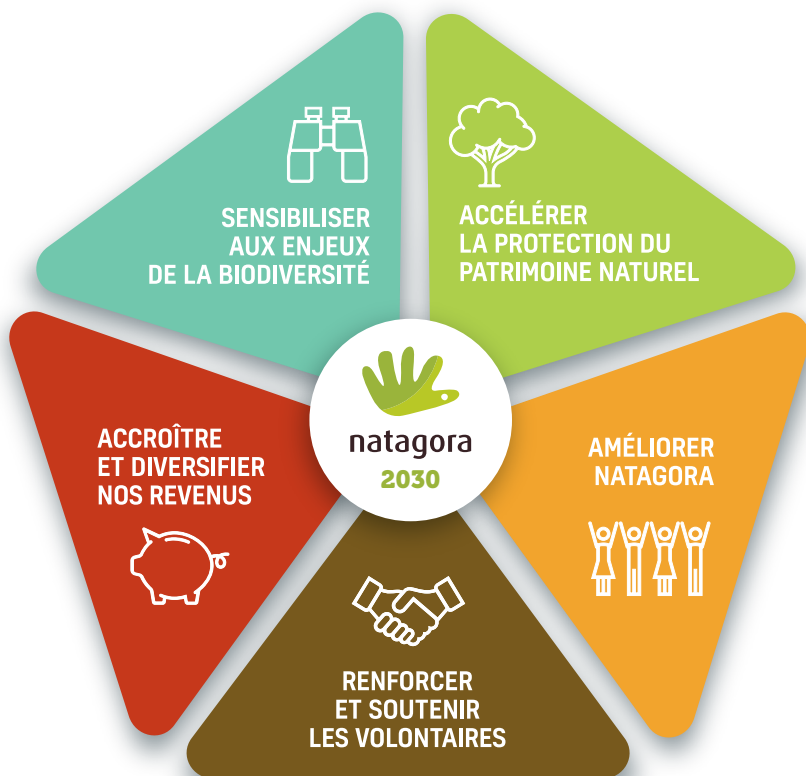 SENSIBILISER
AUX ENJEUX
DE LA BIODIVERSITÉ
ACCÉLÉRER
LA PROTECTION DU
PATRIMOINE NATUREL
ACCROÎTRE
ET DIVERSIFIER
NOS REVENUS
natagora
2030
AMÉLIORER
NATAGORA
RENFORCER
ET SOUTENIR
LES VOLONTAIRES